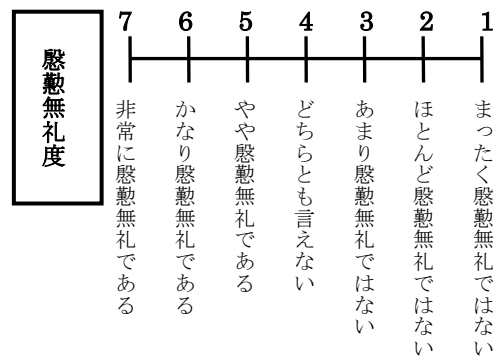 慇懃無礼度
7 6 5 4 3 2 1
非常に慇懃無礼である
かなり慇懃無礼である
やや慇懃無礼である
どちらとも言えない
あまり慇懃無礼ではない
ほとんど慇懃無礼ではない
まったく慇懃無礼ではない